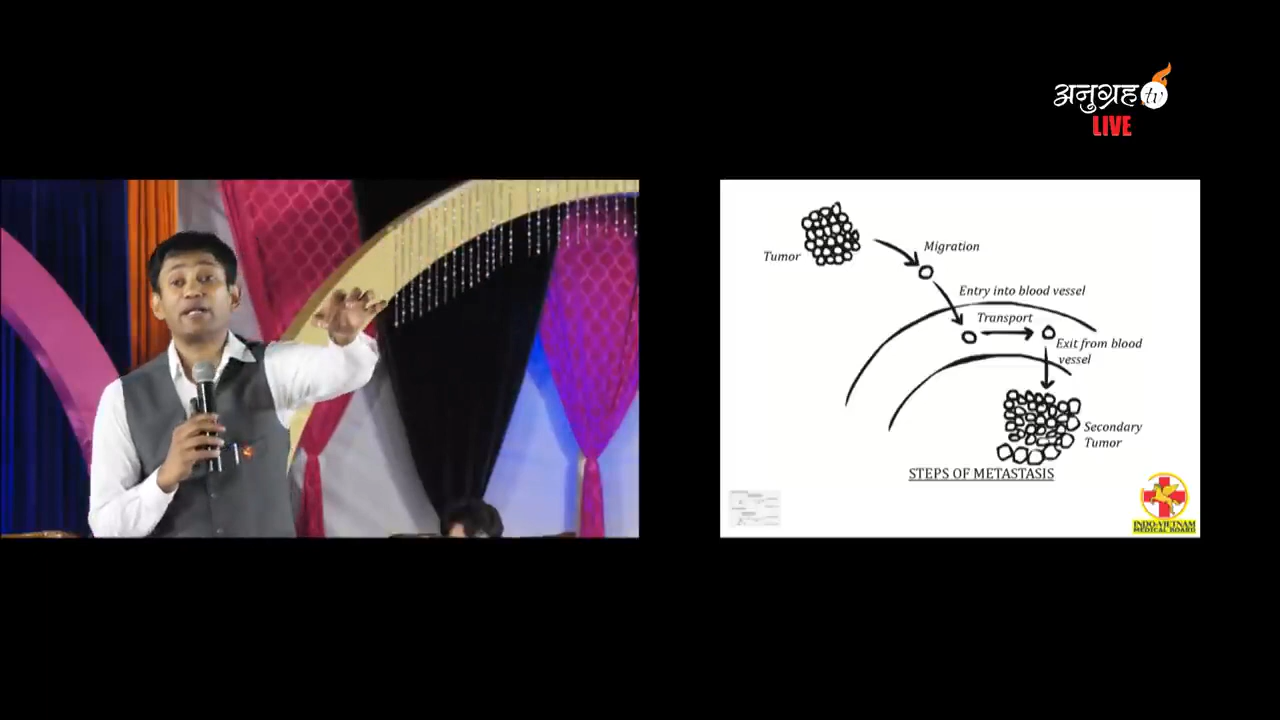 अनुग्रह tv
LIVE
Tumor
Migration
Entry into blood vessel
Transport
Exit from blood
vessel
Secondary
Tumor
STEPS OF METASTASIS
INDO-VIETNAM
MEDICAL BOARD